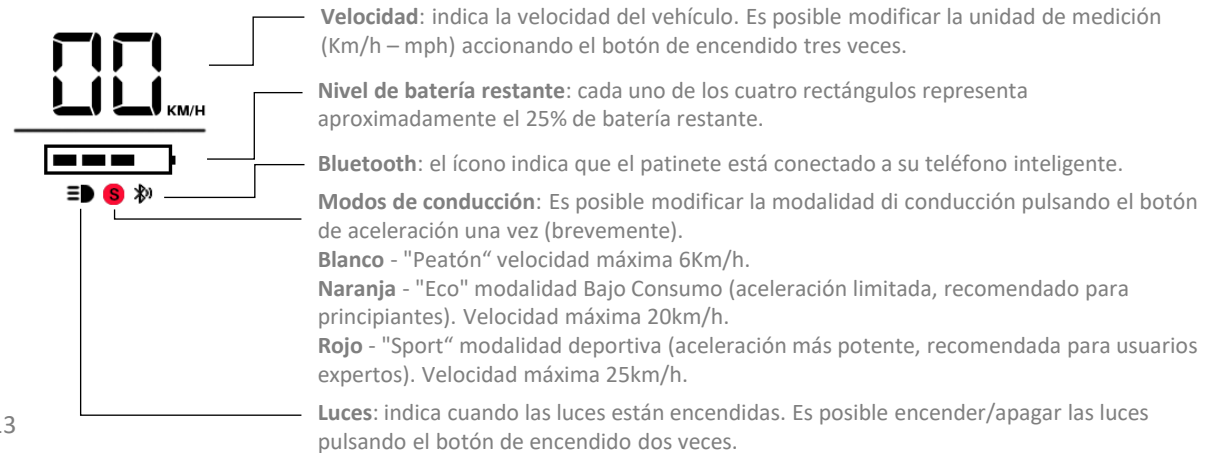 Velocidad: indica la velocidad del vehículo. Es posible modificar la unidad de medición
(Km/h – mph) accionando el botón de encendido tres veces.
00 KM/H
Nivel de batería restante: cada uno de los cuatro rectángulos representa
aproximadamente el 25% de batería restante.
Bluetooth: el ícono indica que el patinete está conectado a su teléfono inteligente.
S
Modos de conducción: Es posible modificar la modalidad di conducción pulsando el botón
de aceleración una vez (brevemente).
Blanco - "Peatón“ velocidad máxima 6Km/h.
Naranja - "Eco" modalidad Bajo Consumo (aceleración limitada, recomendado para
principiantes). Velocidad máxima 20km/h.
Rojo - "Sport“ modalidad deportiva (aceleración más potente, recomendada para usuarios
expertos). Velocidad máxima 25km/h.
Luces: indica cuando las luces están encendidas. Es posible encender/apagar las luces
pulsando el botón de encendido dos veces.